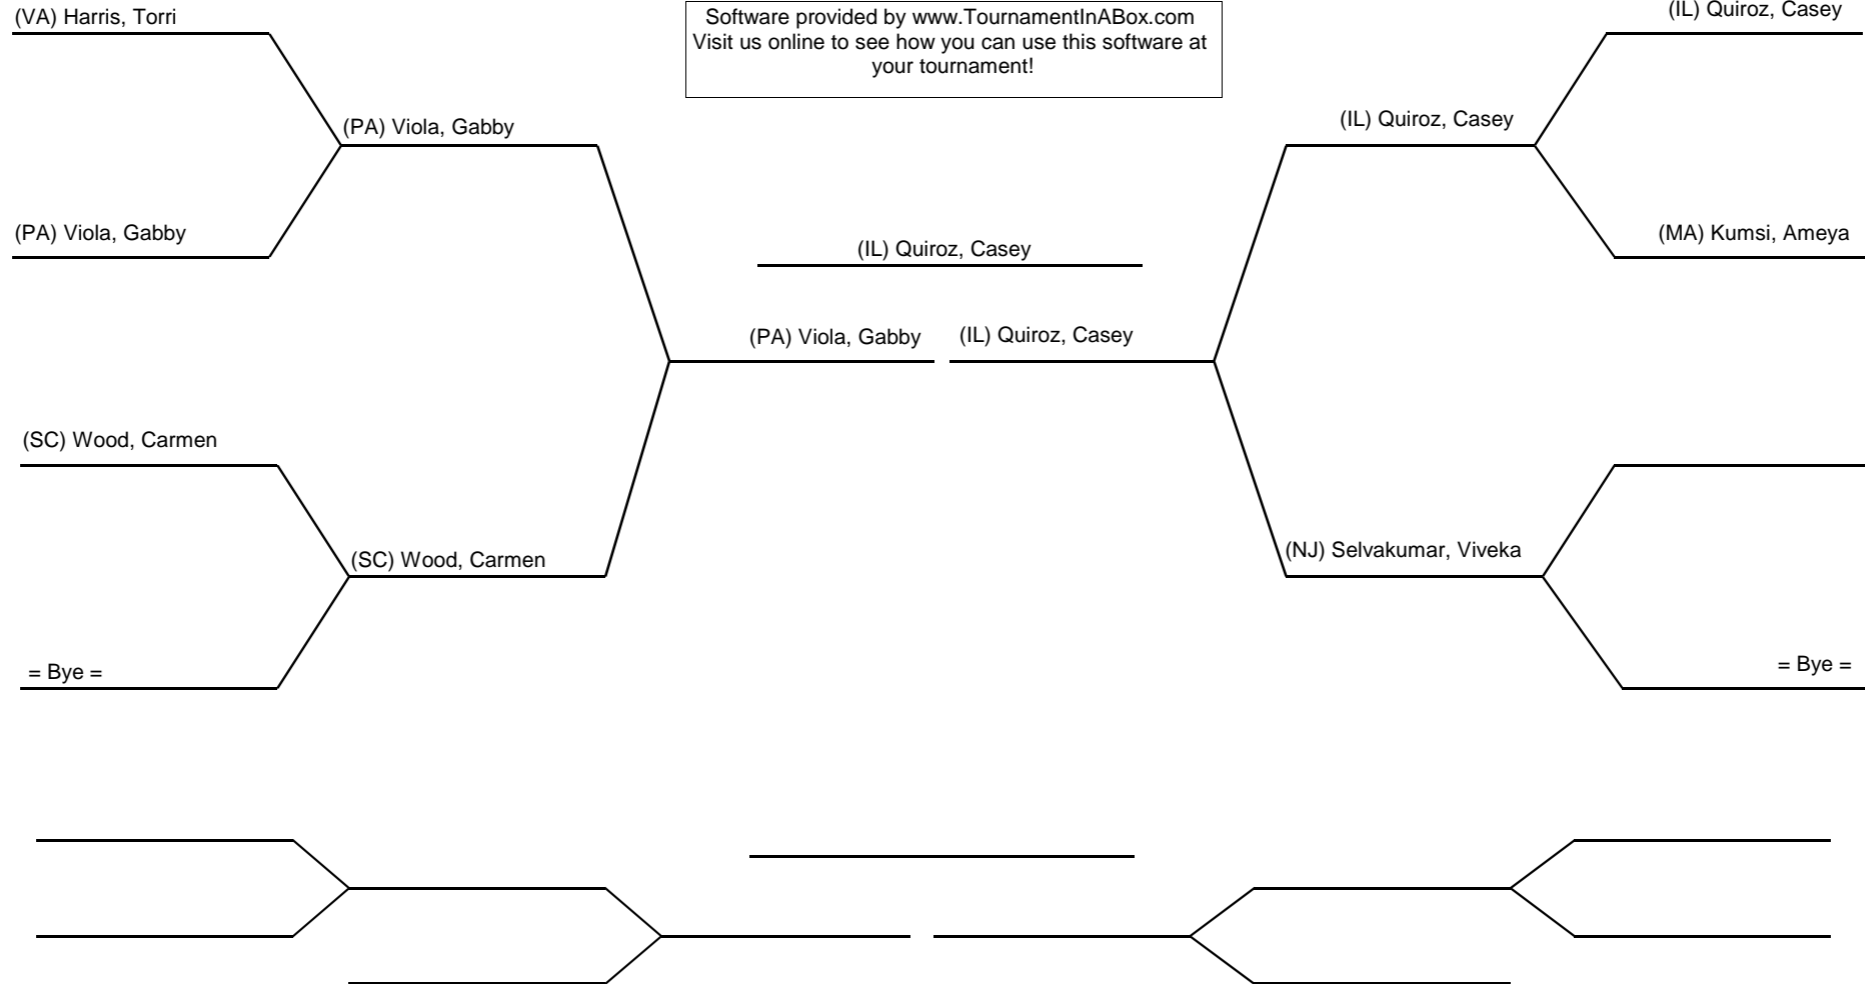 (VA) Harris, Torri
Software provided by www.TournamentInABox.com
Visit us online to see how you can use this software at
your tournament!
(IL) Quiroz, Casey
(PA) Viola, Gabby
(IL) Quiroz, Casey
(PA) Viola, Gabby
(IL) Quiroz, Casey
(MA) Kumsi, Ameya
(PA) Viola, Gabby
(IL) Quiroz, Casey
(SC) Wood, Carmen
(SC) Wood, Carmen
(NJ) Selvakumar, Viveka
= Bye =
= Bye =